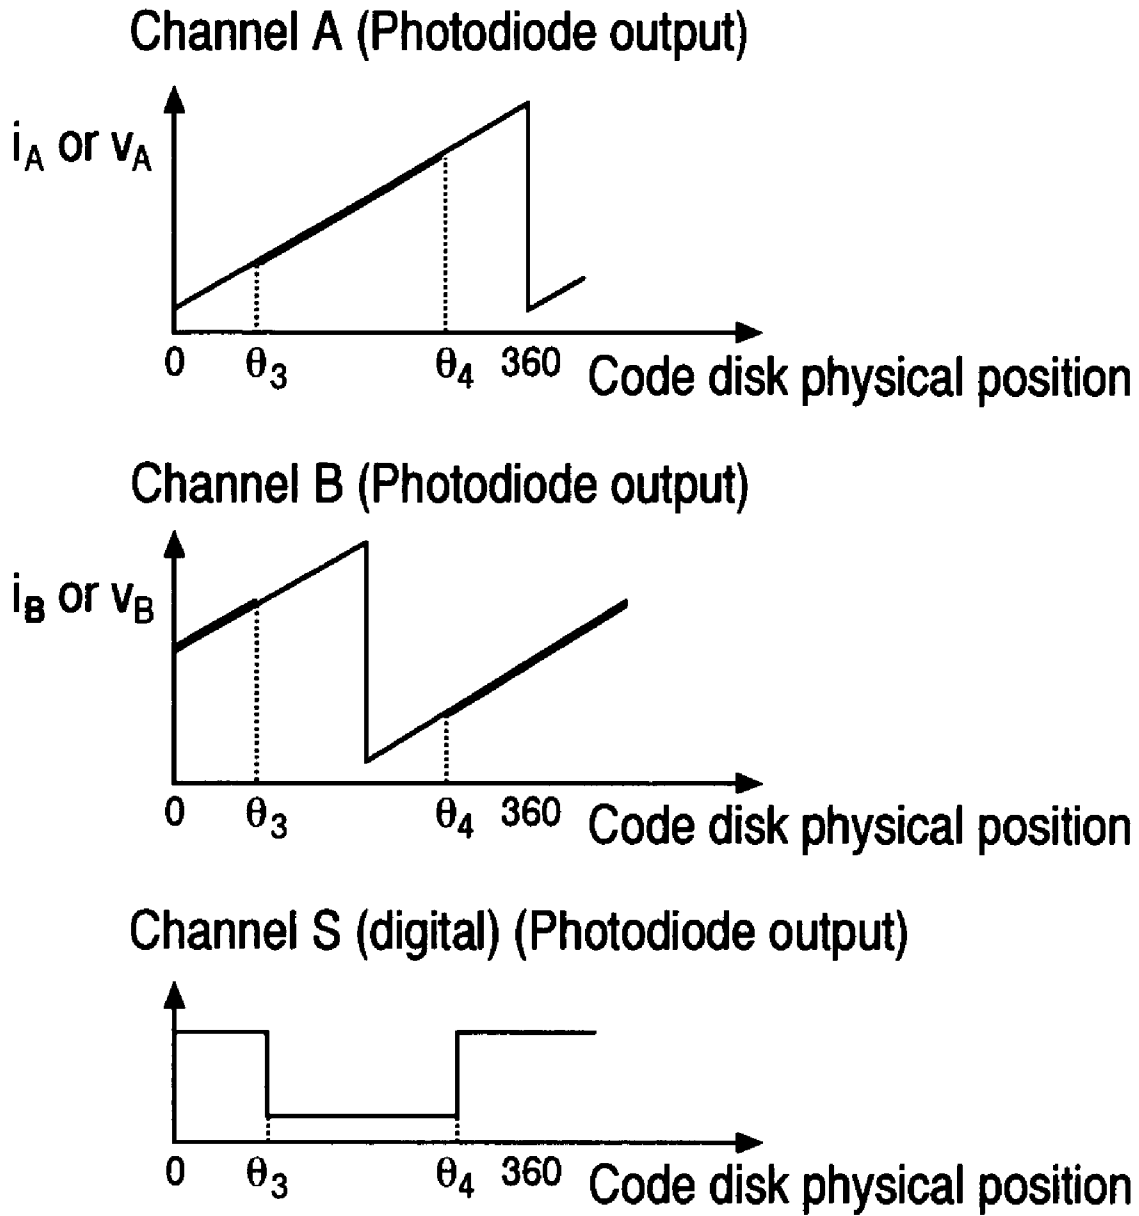 Channel A (Photodiode output)
iA or vA
0 θ3 θ4 360 Code disk physical position
Channel B (Photodiode output)
iB or vB
0 θ3 θ4 360 Code disk physical position
Channel S (digital) (Photodiode output)
0 θ3 θ4 360 Code disk physical position